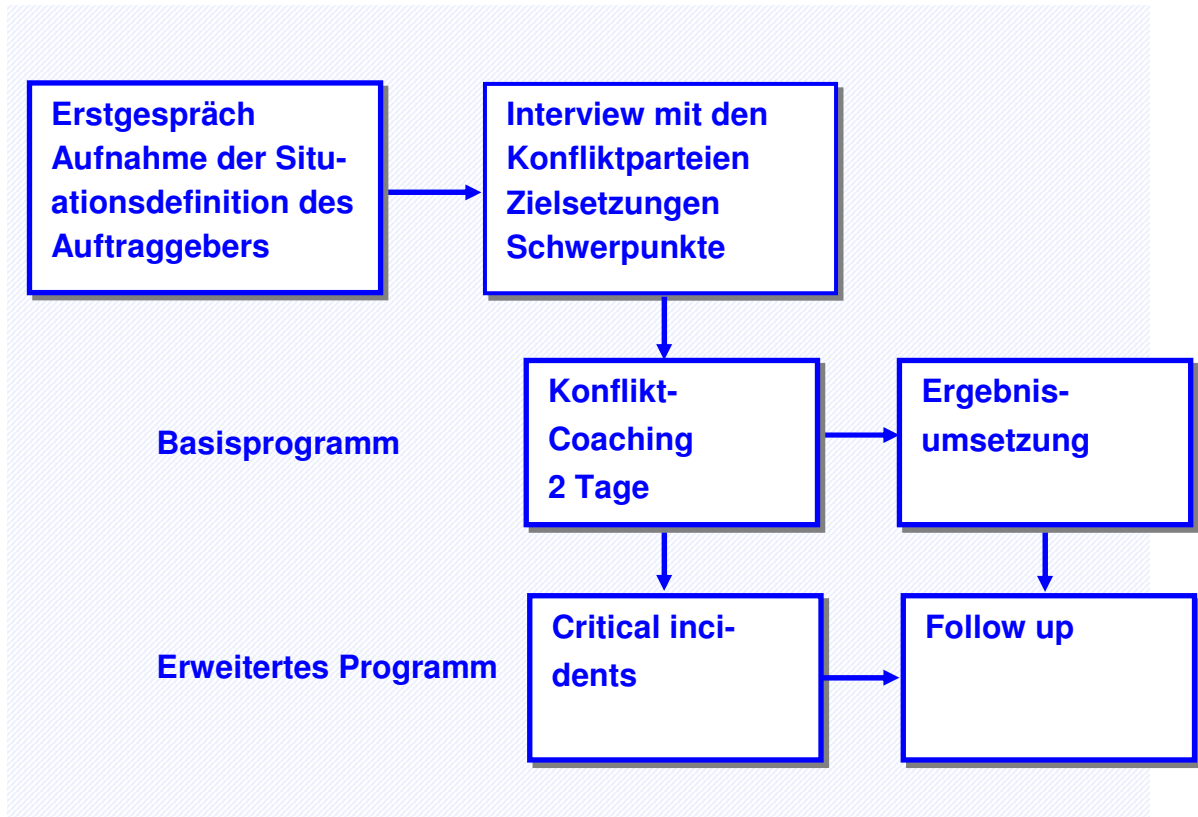 Erstgespräch
Aufnahme der Situ-
ationsdefinition des
Auftraggebers
Interview mit den
Konfliktparteien
Zielsetzungen
Schwerpunkte
Basisprogramm
Konflikt-
Coaching
2 Tage
Ergebnis-
umsetzung
Erweitertes Programm
Critical inci-
dents
Follow up